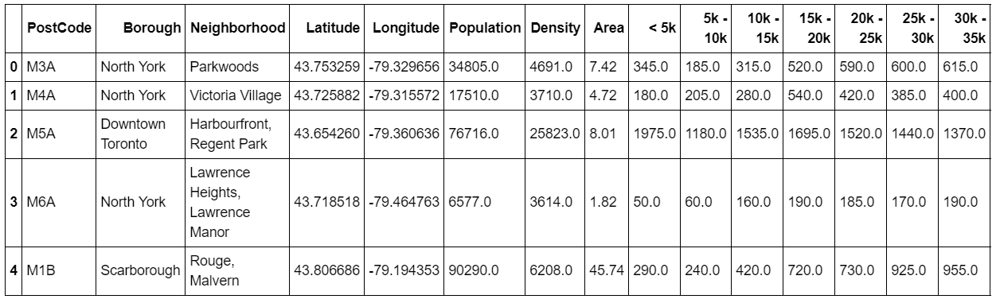 PostCode Borough Neighborhood Latitude Longitude Population Density Area < 5k 5k - 10k 10k - 15k 15k - 20k 20k - 25k 25k - 30k 30k - 35k
0 M3A North York Parkwoods 43.753259 -79.329656 34805.0 4691.0 7.42 345.0 185.0 315.0 520.0 590.0 600.0 615.0
1 M4A North York Victoria Village 43.725882 -79.315572 17510.0 3710.0 4.72 180.0 205.0 280.0 540.0 420.0 385.0 400.0
2 M5A Downtown Toronto Harbourfront, Regent Park 43.654260 -79.360636 76716.0 25823.0 8.01 1975.0 1180.0 1535.0 1695.0 1520.0 1440.0 1370.0
3 M6A North York Lawrence Heights, Lawrence Manor 43.718518 -79.464763 6577.0 3614.0 1.82 50.0 60.0 160.0 190.0 185.0 170.0 190.0
4 M1B Scarborough Rouge, Malvern 43.806686 -79.194353 90290.0 6208.0 45.74 290.0 240.0 420.0 720.0 730.0 925.0 955.0